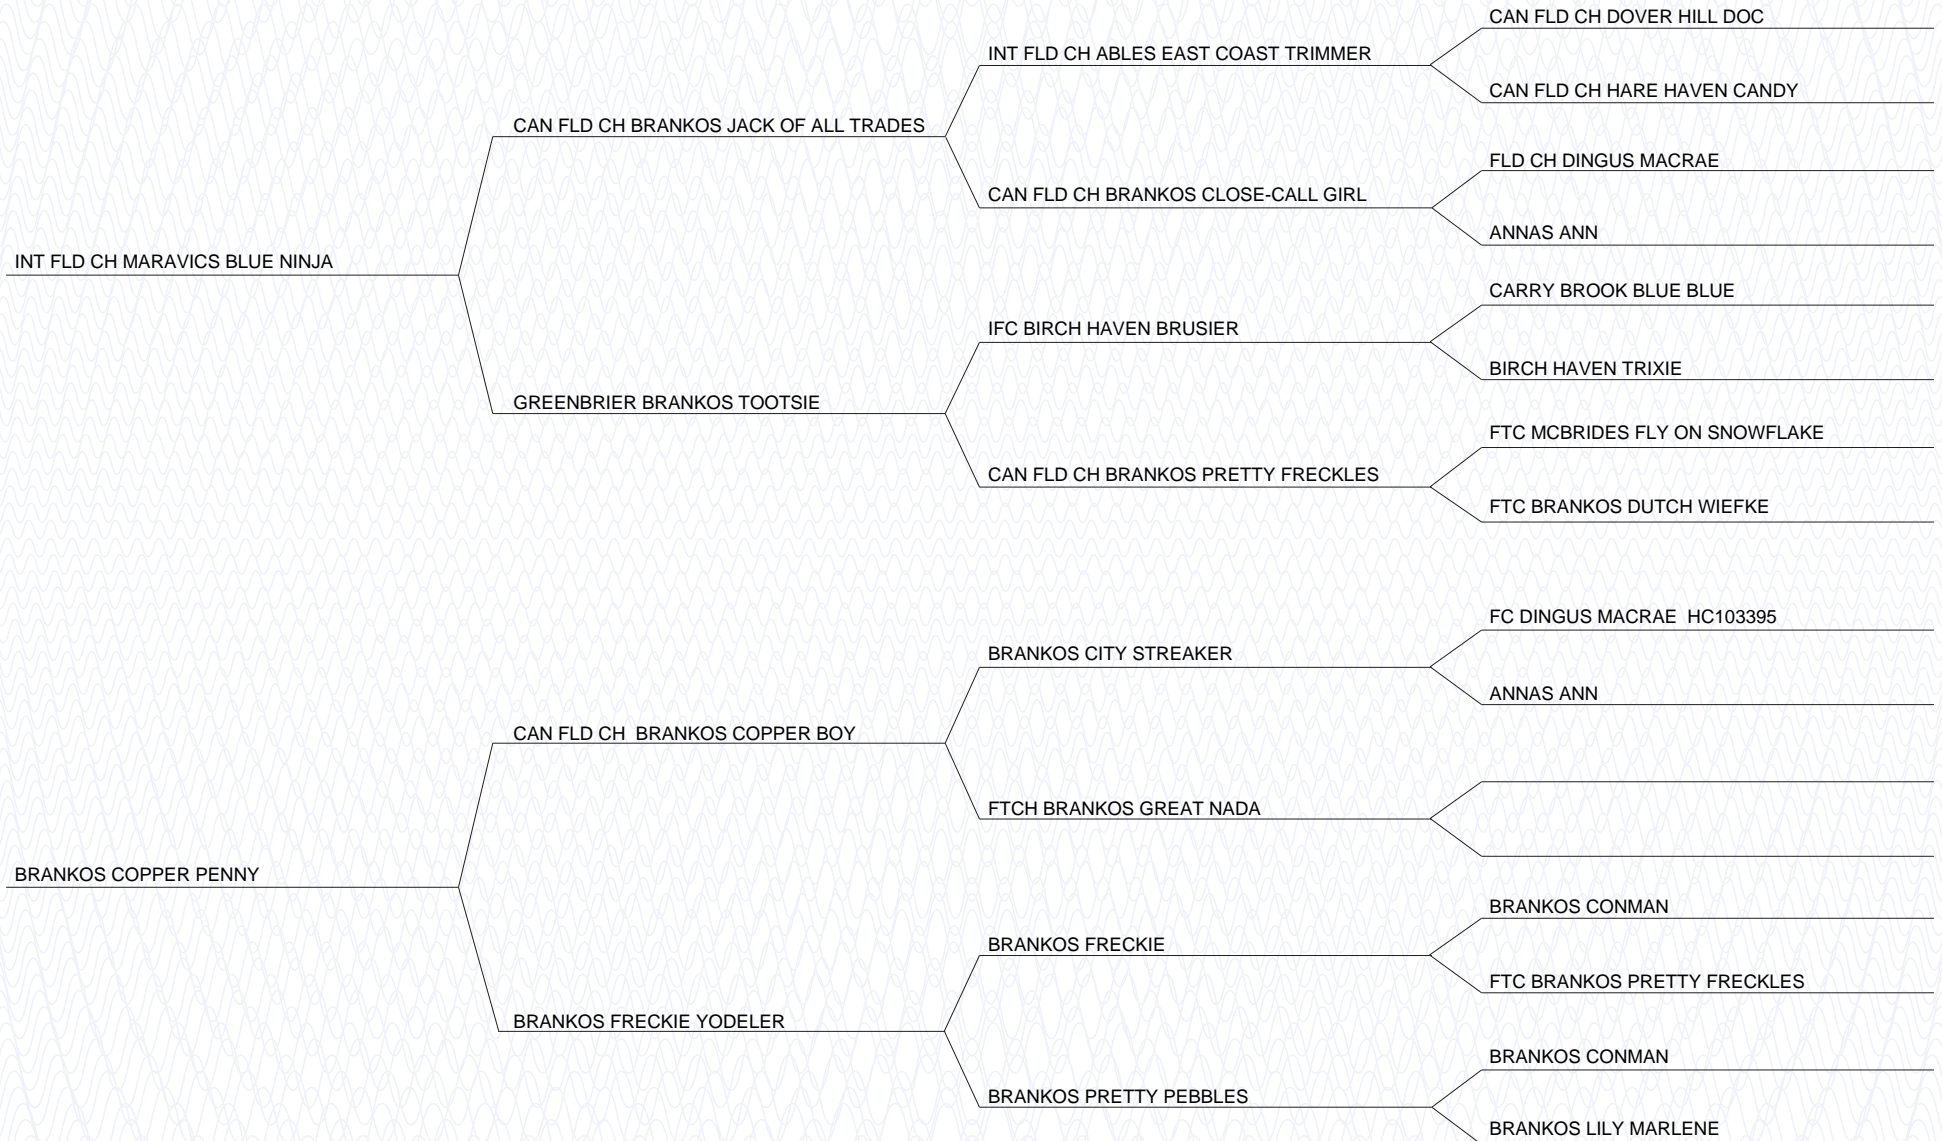 CAN FLD CH DOVER HILL DOC
INT FLD CH ABLES EAST COAST TRIMMER
CAN FLD CH HARE HAVEN CANDY
CAN FLD CH BRANKOS JACK OF ALL TRADES
FLD CH DINGUS MACRAE
CAN FLD CH BRANKOS CLOSE-CALL GIRL
ANNAS ANN
INT FLD CH MARAVICS BLUE NINJA
CARRY BROOK BLUE BLUE
IFC BIRCH HAVEN BRUSIER
BIRCH HAVEN TRIXIE
GREENBRIER BRANKOS TOOTSIE
FTC MCBRIDES FLY ON SNOWFLAKE
CAN FLD CH BRANKOS PRETTY FRECKLES
FTC BRANKOS DUTCH WIEFKE
FC DINGUS MACRAE  HC103395
BRANKOS CITY STREAKER
ANNAS ANN
CAN FLD CH  BRANKOS COPPER BOY
FTCH BRANKOS GREAT NADA
BRANKOS COPPER PENNY
BRANKOS CONMAN
BRANKOS FRECKIE
FTC BRANKOS PRETTY FRECKLES
BRANKOS FRECKIE YODELER
BRANKOS CONMAN
BRANKOS PRETTY PEBBLES
BRANKOS LILY MARLENE